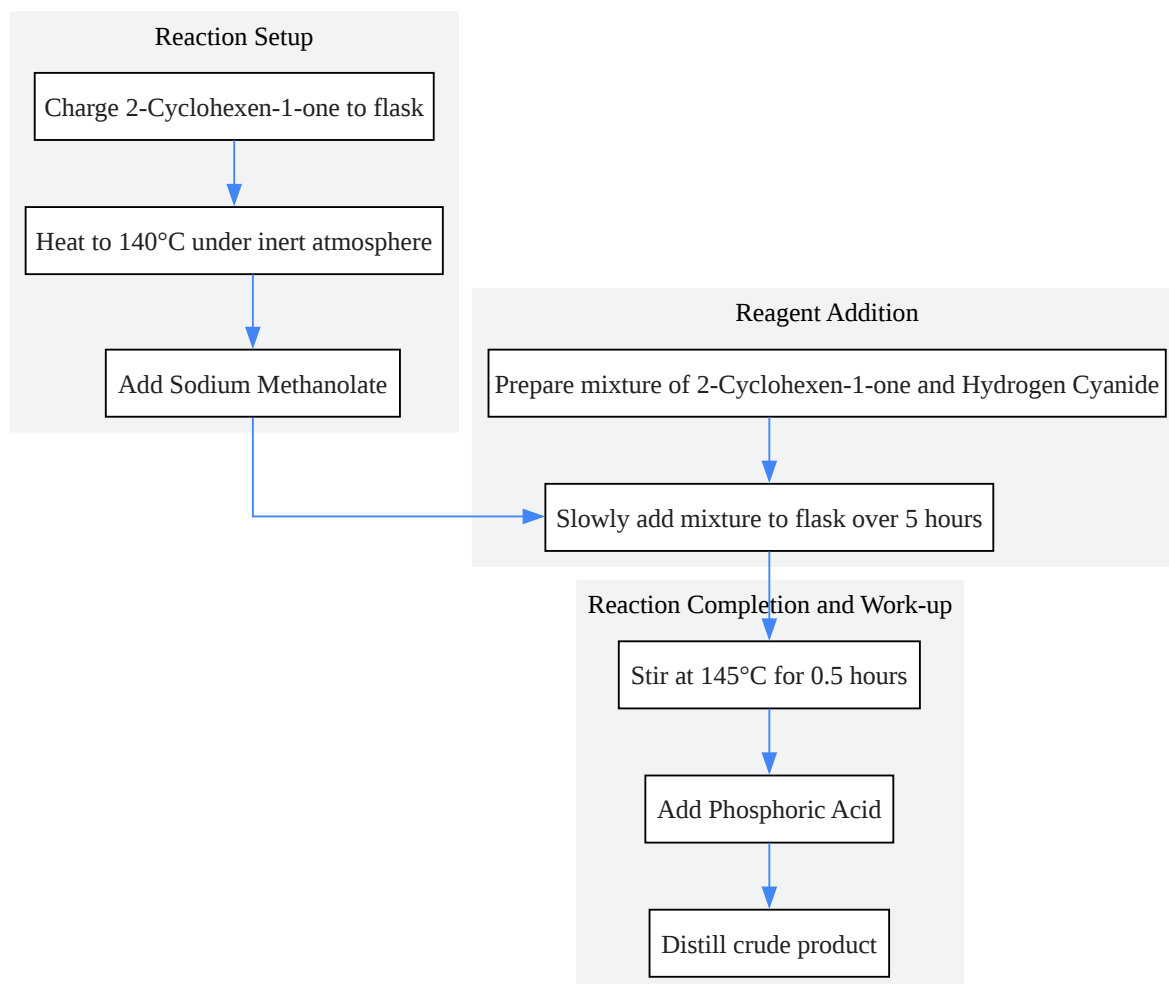 Reaction Setup
Charge 2-Cyclohexen-1-one to flask
Heat to 140°C under inert atmosphere
Add Sodium Methanolate
Reagent Addition
Prepare mixture of 2-Cyclohexen-1-one and Hydrogen Cyanide
Slowly add mixture to flask over 5 hours
Reaction Completion and Work-up
Stir at 145°C for 0.5 hours
Add Phosphoric Acid
Distill crude product